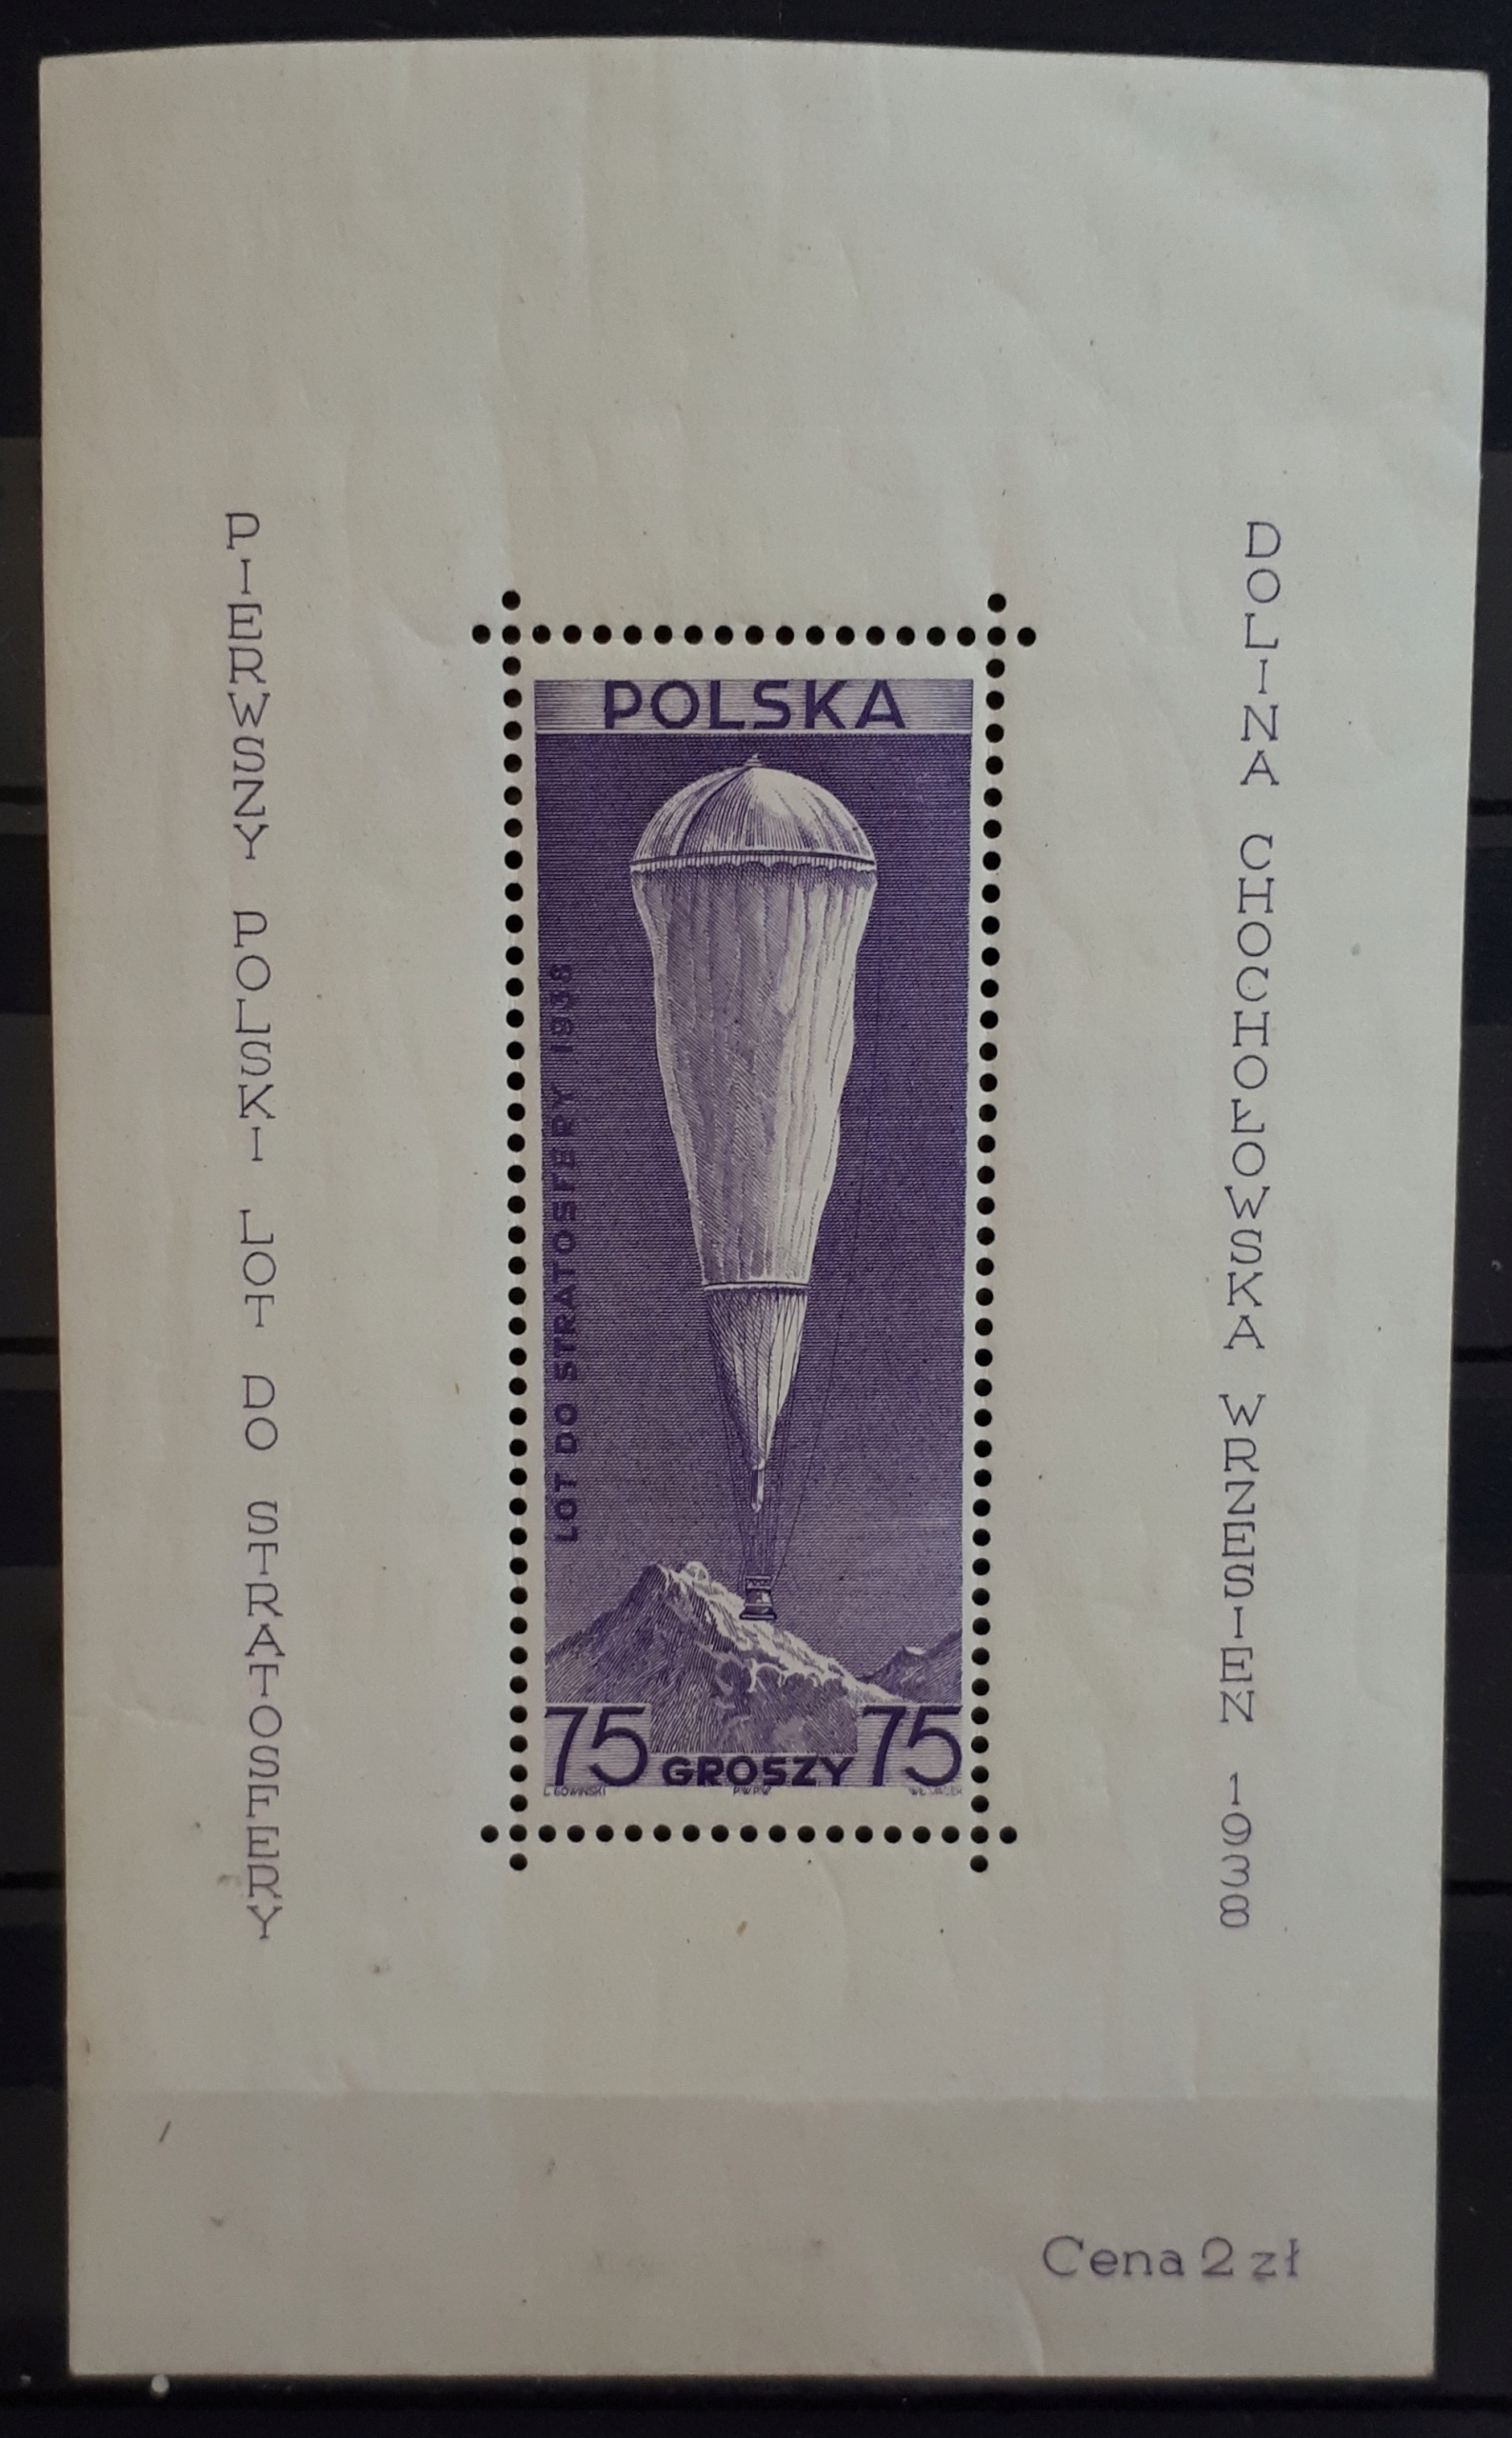 PIERWSZY POLSKI LOT DO STRATOSFERY
DOLINA CHOCHOŁOWSKA WRZESIEN 1938
POLSKA
LOT DO STRATOSFERY 1938
75 GROSZY 75
P.W.P.W.
Cena 2 zł